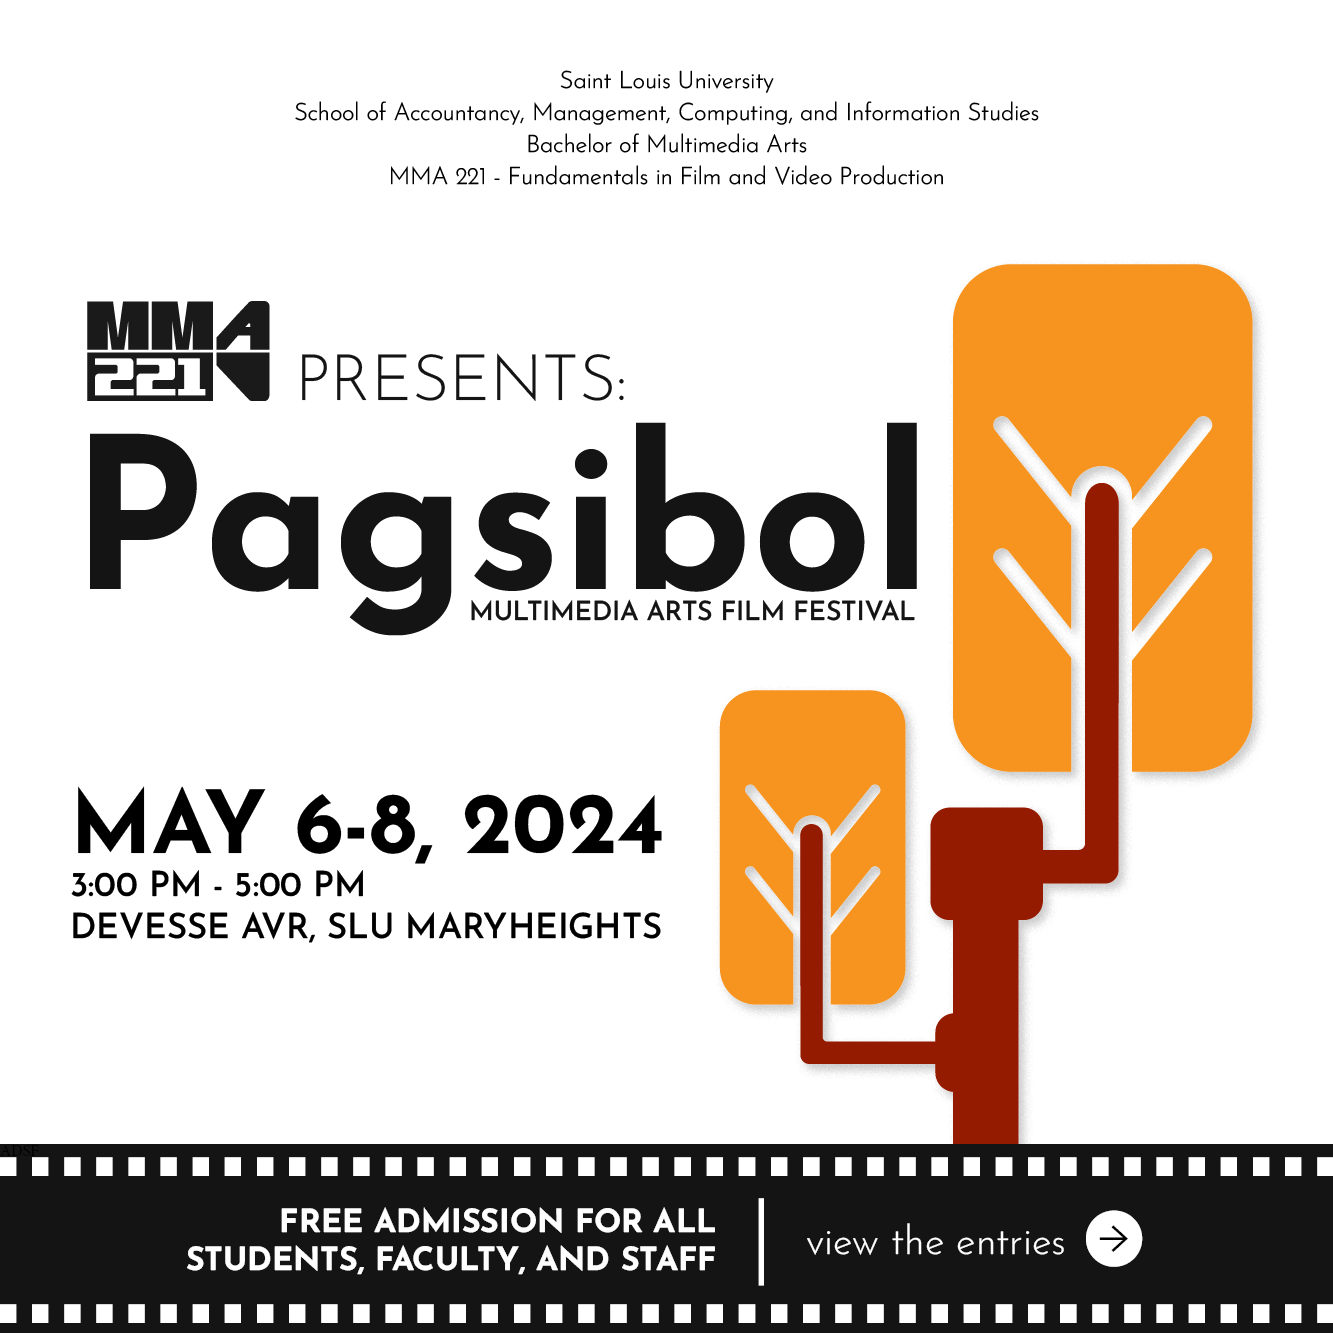 Saint Louis University
School of Accountancy, Management, Computing, and Information Studies
Bachelor of Multimedia Arts
MMA 221 - Fundamentals in Film and Video Production
MMA
221
PRESENTS:
Pagsibol
MULTIMEDIA ARTS FILM FESTIVAL
MAY 6-8, 2024
3:00 PM - 5:00 PM
DEVESSE AVR, SLU MARYHEIGHTS
FREE ADMISSION FOR ALL
STUDENTS, FACULTY, AND STAFF
view the entries